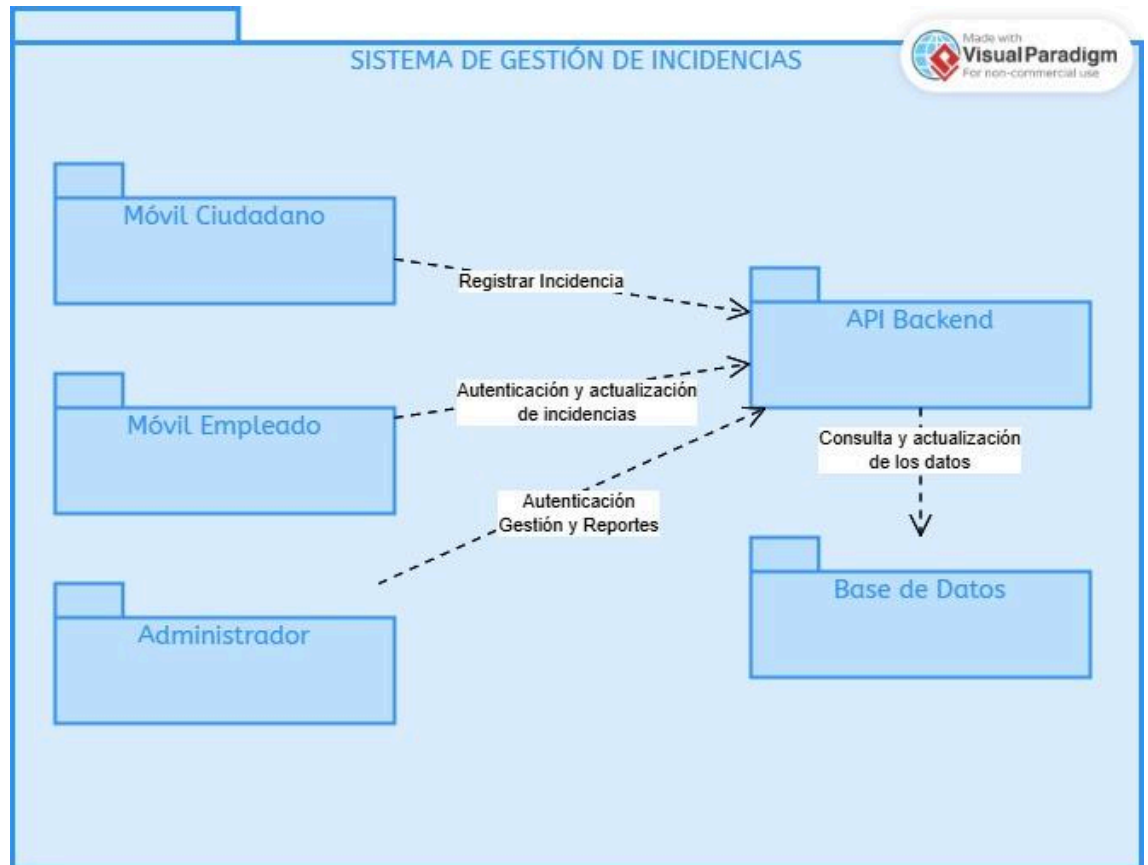 SISTEMA DE GESTIÓN DE INCIDENCIAS
Made with
Visual Paradigm
For non-commercial use
Móvil Ciudadano
Registrar Incidencia
API Backend
Móvil Empleado
Autenticación y actualización
de incidencias
Consulta y actualización
de los datos
Autenticación
Gestión y Reportes
Administrador
Base de Datos